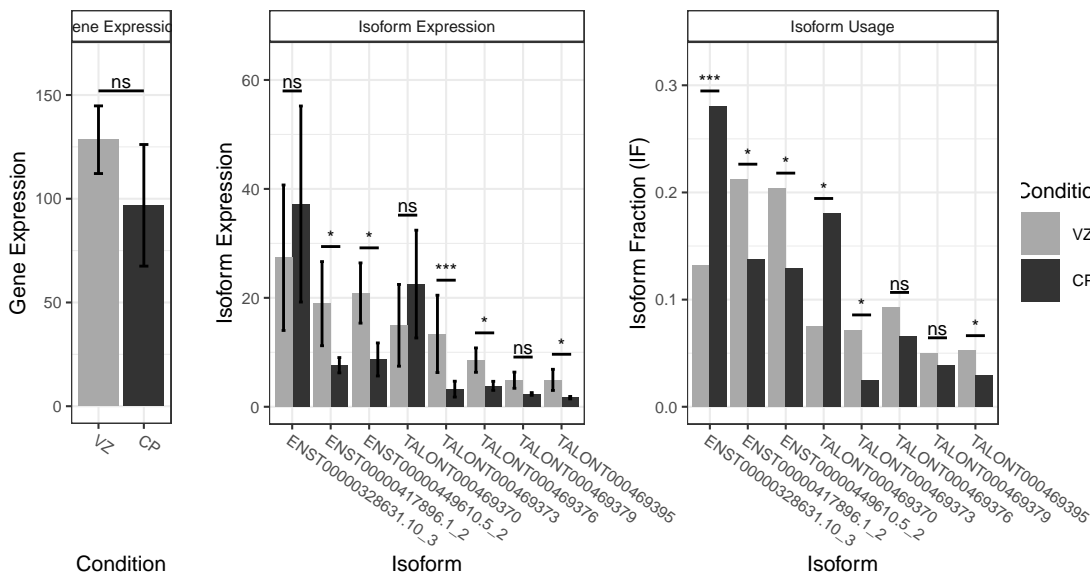 ene Expressio
Isoform Expression
Isoform Usage
Gene Expression
150
100
50
0
ns
VZ
CP
Condition
Isoform Expression
60
40
20
0
ns
*
*
ns
***
*
ns
*
ENST00000328631.10_3
ENST00000417896.1_2
ENST00000449610.5_2
TALONT000469370
TALONT000469373
TALONT000469376
TALONT000469379
TALONT000469395
Isoform
Isoform Fraction (IF)
0.3
0.2
0.1
0.0
***
*
*
*
*
ns
ns
*
ENST00000328631.10_3
ENST00000417896.1_2
ENST00000449610.5_2
TALONT000469370
TALONT000469373
TALONT000469376
TALONT000469379
TALONT000469395
Isoform
Conditio
VZ
CP